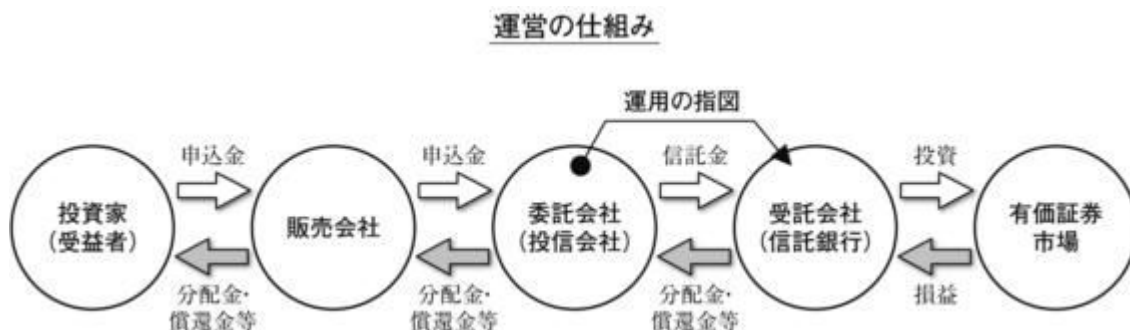 運営の仕組み
運用の指図
申込金
申込金
信託金
投資
投資家
（受益者）
販売会社
委託会社
（投信会社）
受託会社
（信託銀行）
有価証券
市場
分配金・
償還金等
分配金・
償還金等
分配金・
償還金等
損益